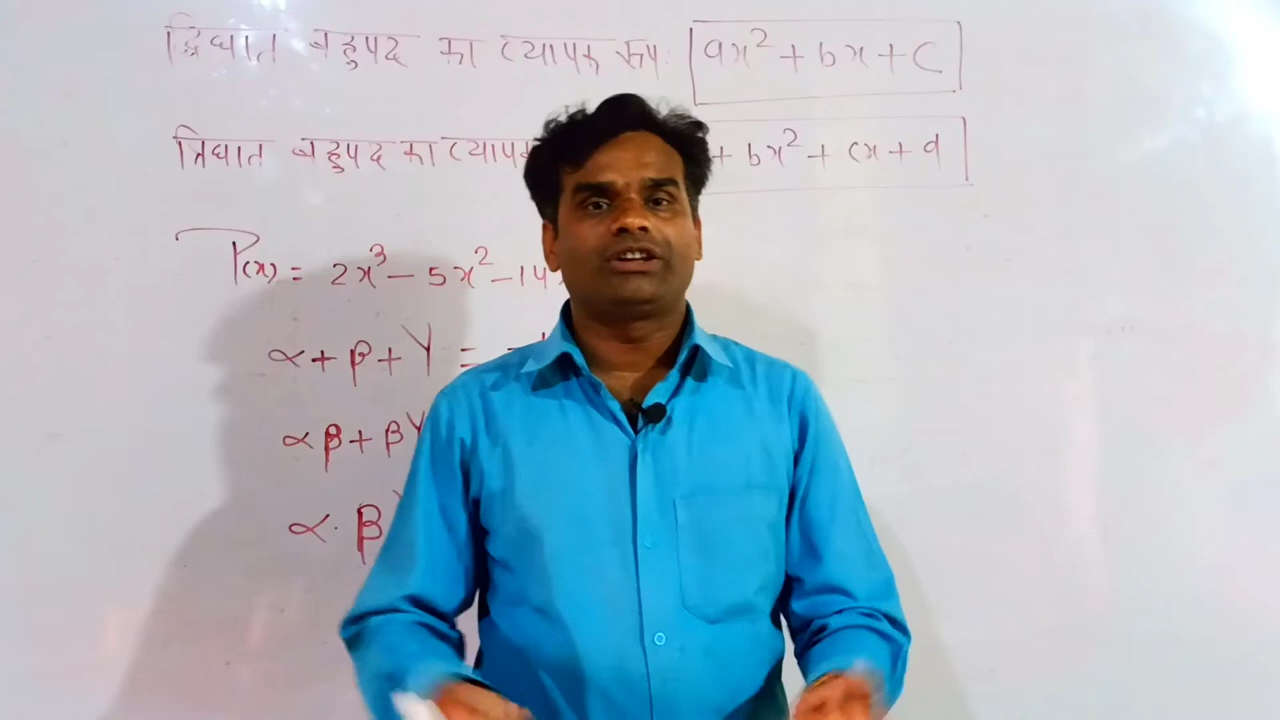 द्विघात बहुपद का व्यापक रूप: ax² + bx + c
त्रिघात बहुपद का व्यापक + bx² + cx + d
P(x) = 2x³ - 5x² - 14
α + β + γ = -
αβ + βγ
α · β